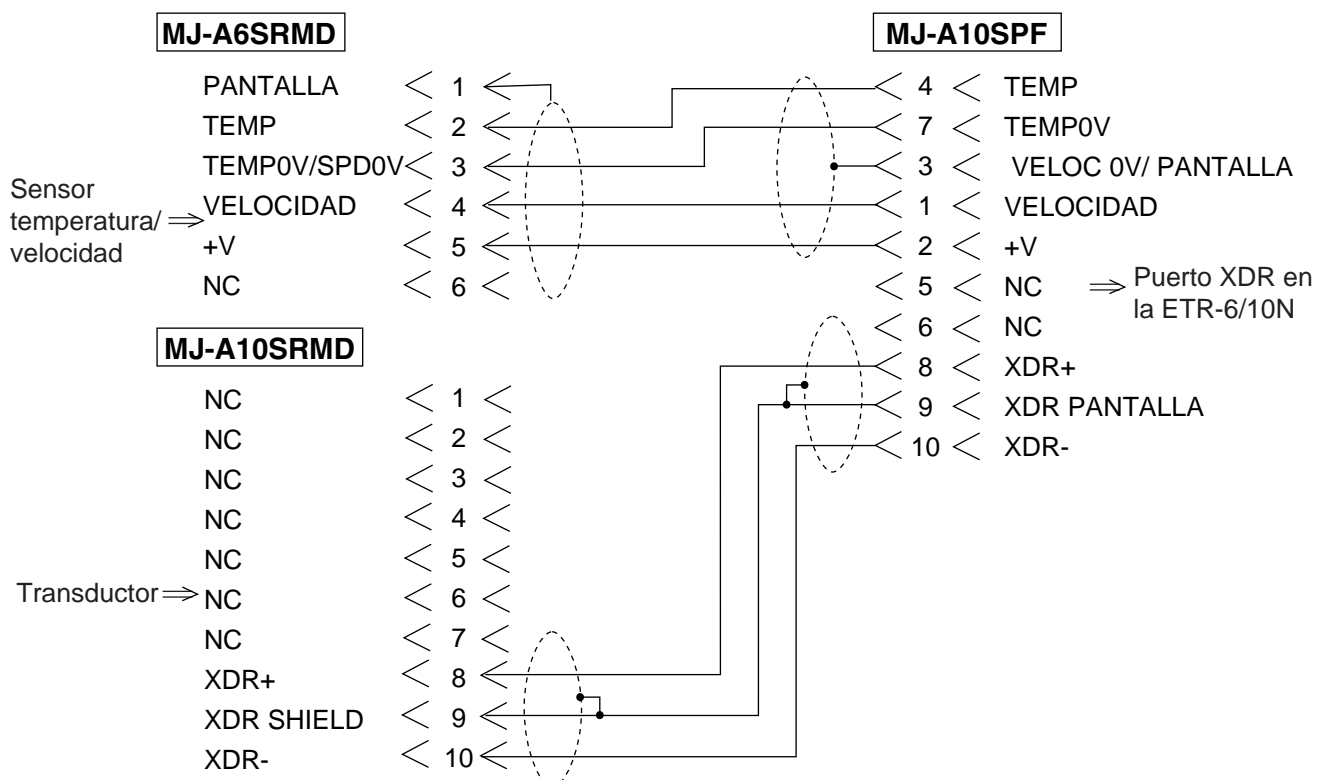 MJ-A6SRMD
PANTALLA < 1 <
TEMP < 2 <
TEMP0V/SPD0V < 3 <
VELOCIDAD < 4 <
+V < 5 <
NC < 6 <
Sensor
temperatura/
velocidad
MJ-A10SRMD
NC < 1 <
NC < 2 <
NC < 3 <
NC < 4 <
NC < 5 <
NC < 6 <
NC < 7 <
XDR+ < 8 <
XDR SHIELD < 9 <
XDR- < 10 <
Transductor
MJ-A10SPF
< 4 < TEMP
< 7 < TEMP0V
< 3 < VELOC 0V/ PANTALLA
< 1 < VELOCIDAD
< 2 < +V
< 5 < NC
< 6 < NC
< 8 < XDR+
< 9 < XDR PANTALLA
< 10 < XDR-
Puerto XDR en
la ETR-6/10N